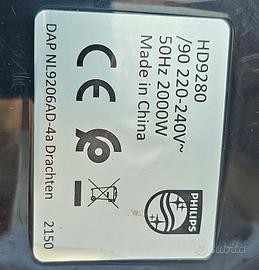 HD9280
/90 220-240V~
50Hz 2000W
Made in China
DAP NL9206AD-4a Drachten
2150
PHILIPS
subito